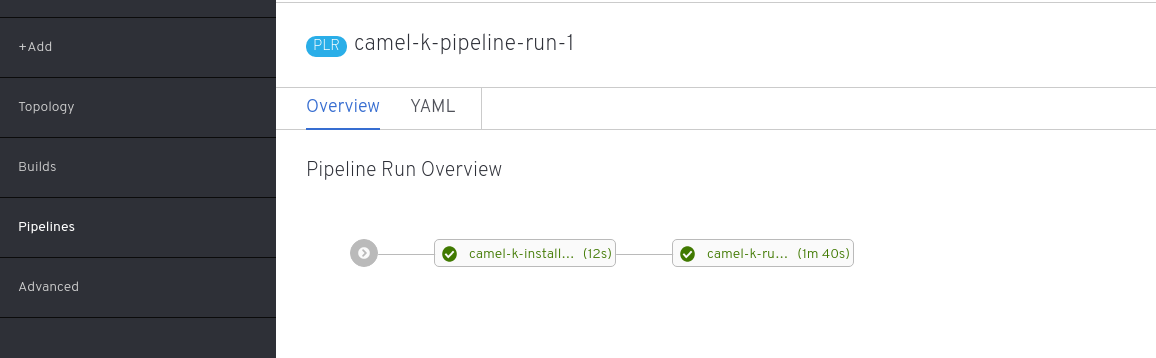 +Add
Topology
Builds
Pipelines
Advanced
PLR camel-k-pipeline-run-1
Overview YAML
Pipeline Run Overview
camel-k-install... (12s) camel-k-ru... (1m 40s)